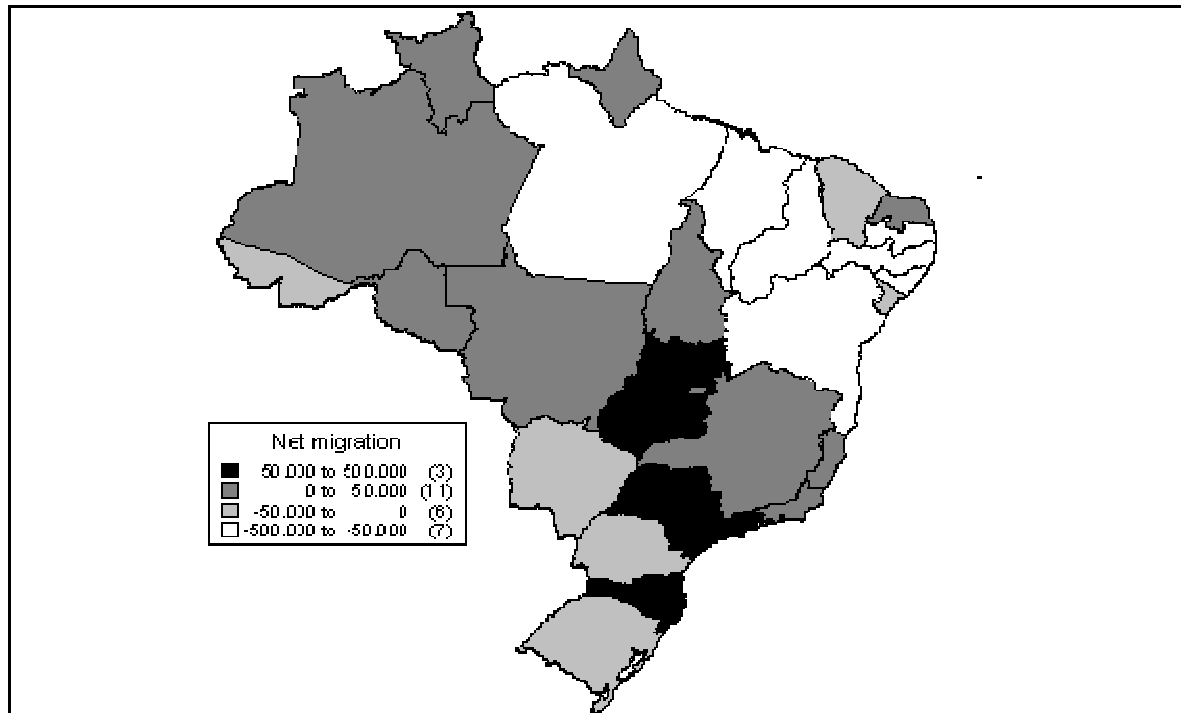 Net migration
50.000 to 500.000 (3)
0 to 50.000 (11)
-50.000 to 0 (6)
-500.000 to -50.000 (7)